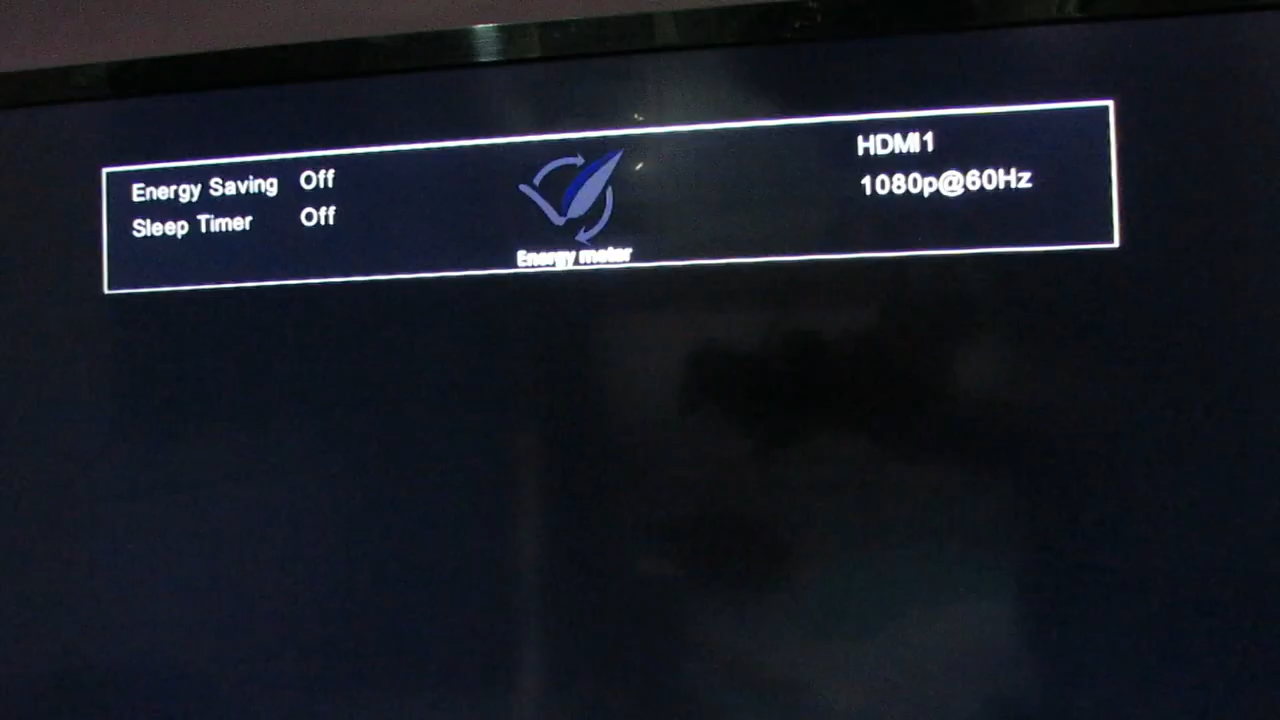 Energy Saving Off
Sleep Timer Off
Energy meter
HDMI1
1080p@60Hz